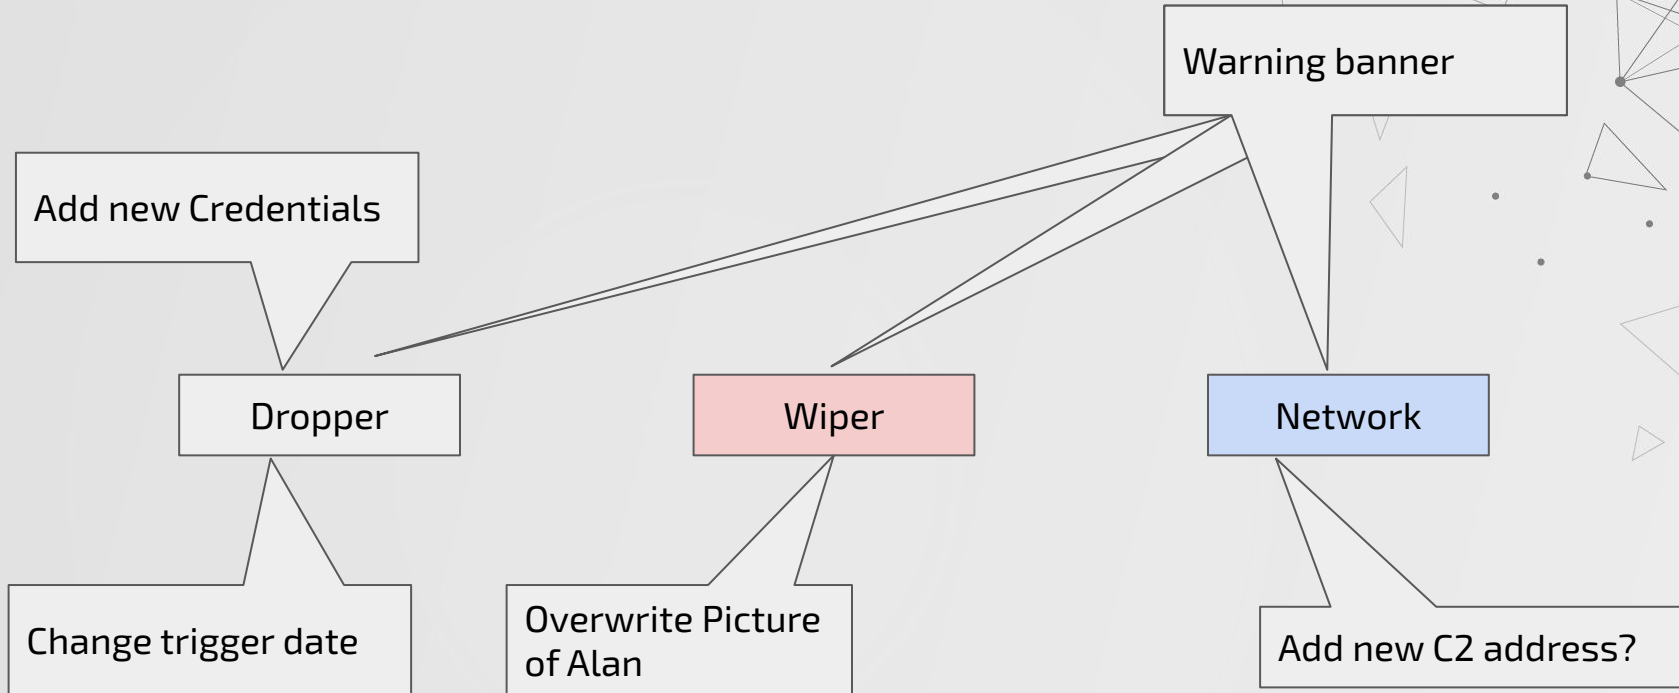 Warning banner
Add new Credentials
Dropper
Wiper
Network
Change trigger date
Overwrite Picture
of Alan
Add new C2 address?